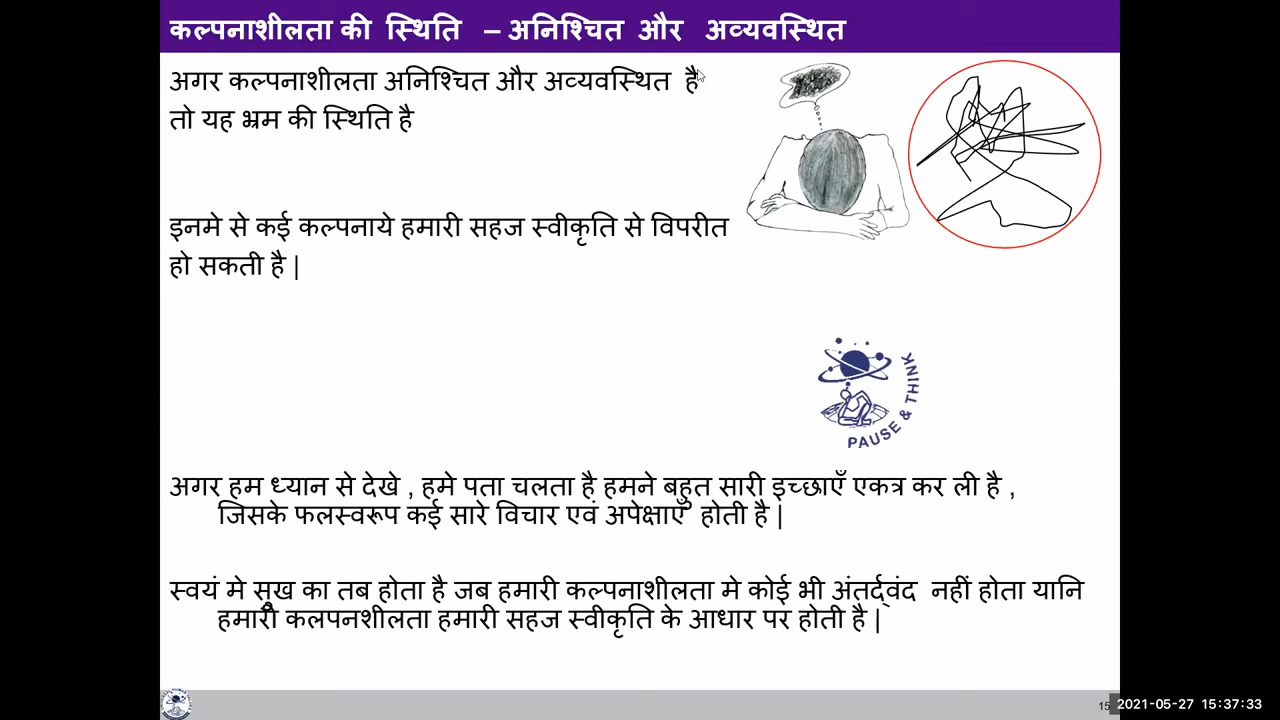 कल्पनाशीलता की स्थिति – अनिश्चित और अव्यवस्थित
अगर कल्पनाशीलता अनिश्चित और अव्यवस्थित है
तो यह भ्रम की स्थिति है
इनमे से कई कल्पनाये हमारी सहज स्वीकृति से विपरीत
हो सकती है |
PAUSE & THINK
अगर हम ध्यान से देखे , हमे पता चलता है हमने बहुत सारी इच्छाएँ एकत्र कर ली है ,
जिसके फलस्वरूप कई सारे विचार एवं अपेक्षाएँ होती है |
स्वयं मे सुख का तब होता है जब हमारी कल्पनाशीलता मे कोई भी अंतर्द्वंद नहीं होता यानि
हमारी कलपनशीलता हमारी सहज स्वीकृति के आधार पर होती है |
15
2021-05-27 15:37:33